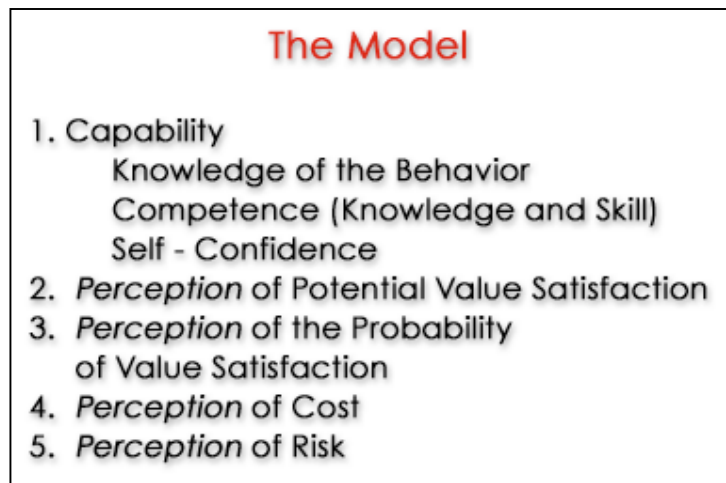 The Model
1. Capability
Knowledge of the Behavior
Competence (Knowledge and Skill)
Self - Confidence
2. Perception of Potential Value Satisfaction
3. Perception of the Probability
of Value Satisfaction
4. Perception of Cost
5. Perception of Risk